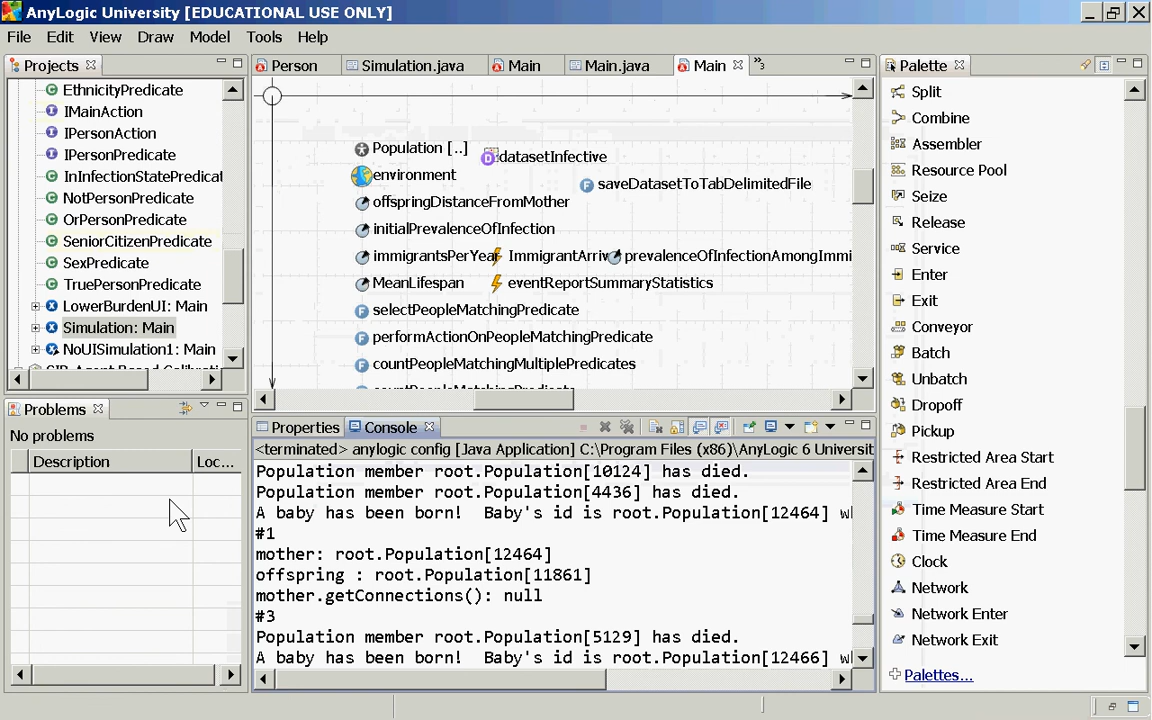 AnyLogic University [EDUCATIONAL USE ONLY]
File Edit View Draw Model Tools Help
Projects
EthnicityPredicate
IMainAction
IPersonAction
IPersonPredicate
InInfectionStatePredicat
NotPersonPredicate
OrPersonPredicate
SeniorCitizenPredicate
SexPredicate
TruePersonPredicate
LowerBurdenUI: Main
Simulation: Main
NoUISimulation1: Main
Problems
No problems
Description Loc...
Person Simulation.java Main Main.java Main »3
Population [..]
datasetInfective
environment
saveDatasetToTabDelimitedFile
offspringDistanceFromMother
initialPrevalenceOfInfection
immigrantsPerYear ImmigrantArriv prevalenceOfInfectionAmongImmi
MeanLifespan eventReportSummaryStatistics
selectPeopleMatchingPredicate
performActionOnPeopleMatchingPredicate
countPeopleMatchingMultiplePredicates
Properties Console
<terminated> anylogic config [Java Application] C:\Program Files (x86)\AnyLogic 6 Universit
Population member root.Population[10124] has died.
Population member root.Population[4436] has died.
A baby has been born!  Baby's id is root.Population[12464] wh
#1
mother: root.Population[12464]
offspring : root.Population[11861]
mother.getConnections(): null
#3
Population member root.Population[5129] has died.
A baby has been born!  Baby's id is root.Population[12466] wh
Palette
Split
Combine
Assembler
Resource Pool
Seize
Release
Service
Enter
Exit
Conveyor
Batch
Unbatch
Dropoff
Pickup
Restricted Area Start
Restricted Area End
Time Measure Start
Time Measure End
Clock
Network
Network Enter
Network Exit
Palettes...